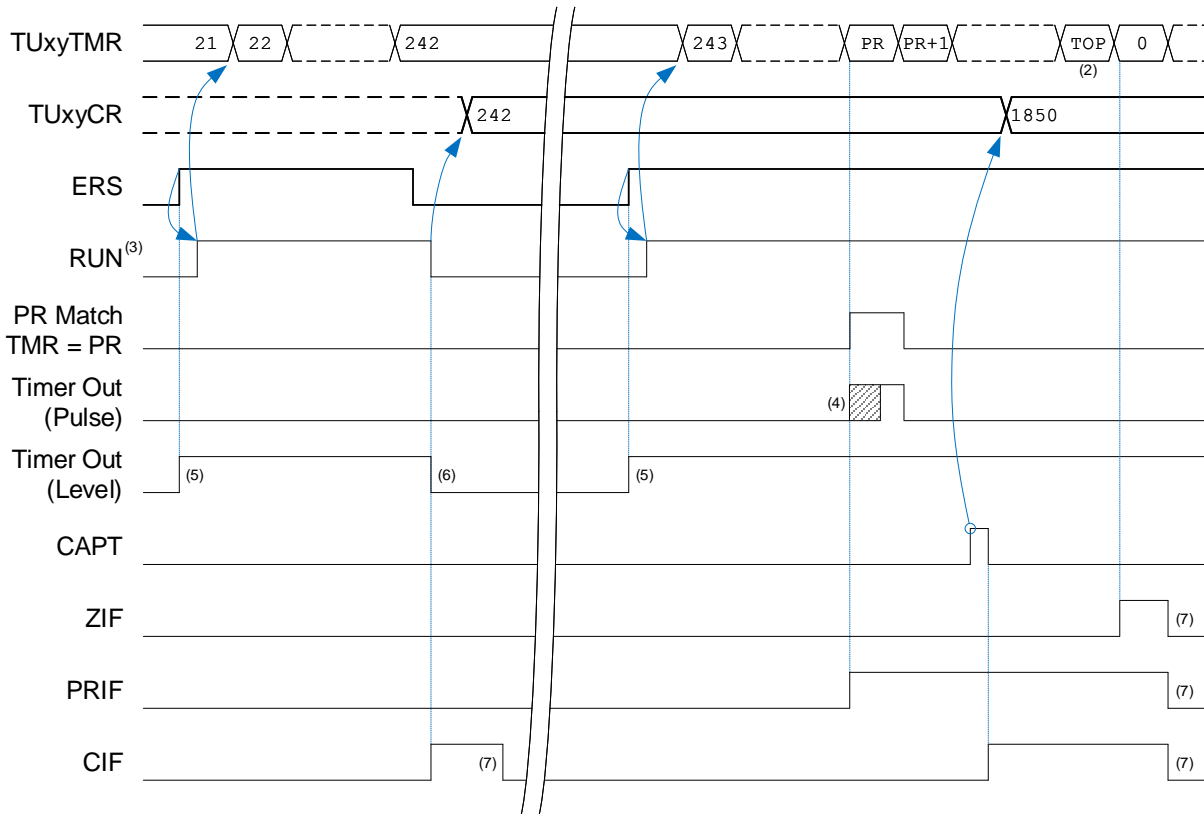 TUxyTMR 21 22 242 243 PR PR+1 TOP 0
(2)
TUxyCR 242 1850
ERS
RUN(3)
PR Match
TMR = PR
Timer Out
(Pulse) (4)
Timer Out
(Level) (5) (6) (5)
CAPT
ZIF (7)
PRIF (7)
CIF (7) (7)